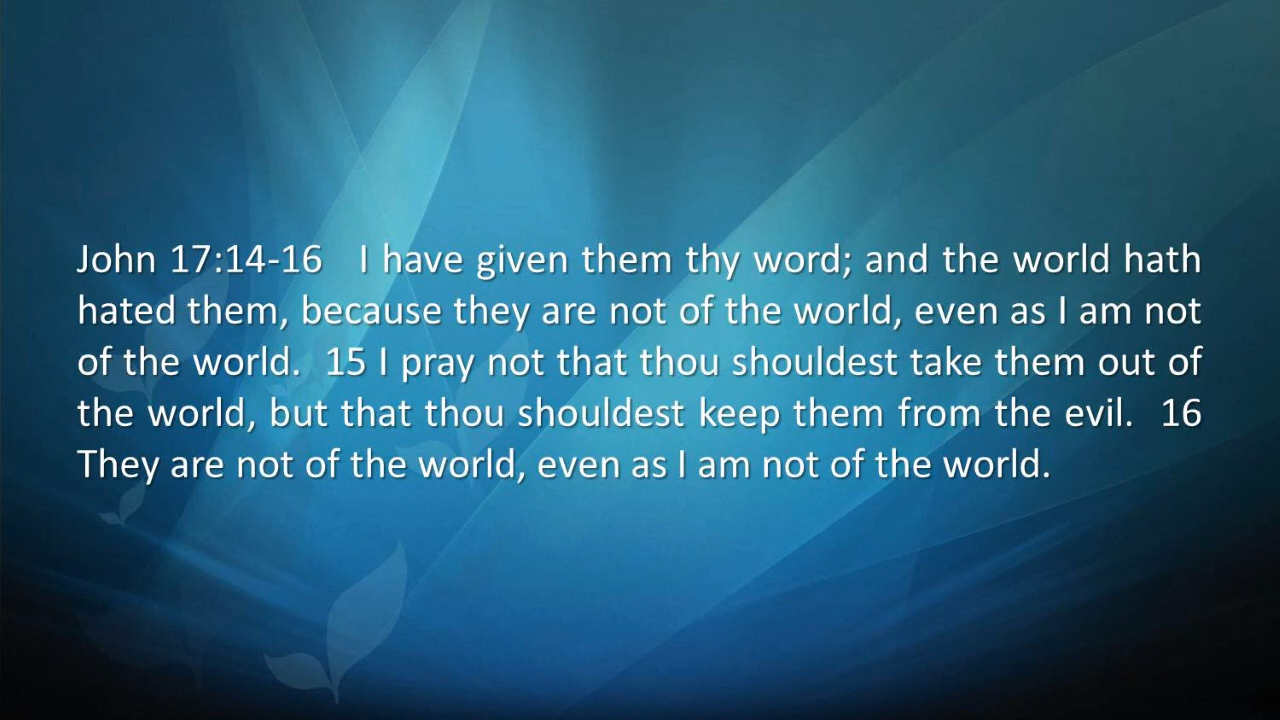 John 17:14-16   I have given them thy word; and the world hath
hated them, because they are not of the world, even as I am not
of the world.  15 I pray not that thou shouldest take them out of
the world, but that thou shouldest keep them from the evil.  16
They are not of the world, even as I am not of the world.